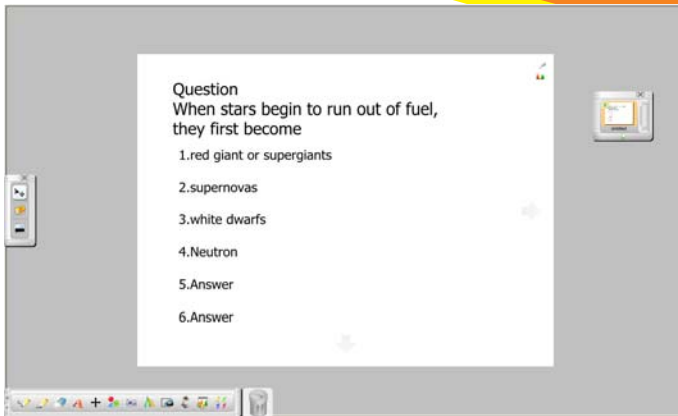 Question
When stars begin to run out of fuel,
they first become
1.red giant or supergiants
2.supernovas
3.white dwarfs
4.Neutron
5.Answer
6.Answer